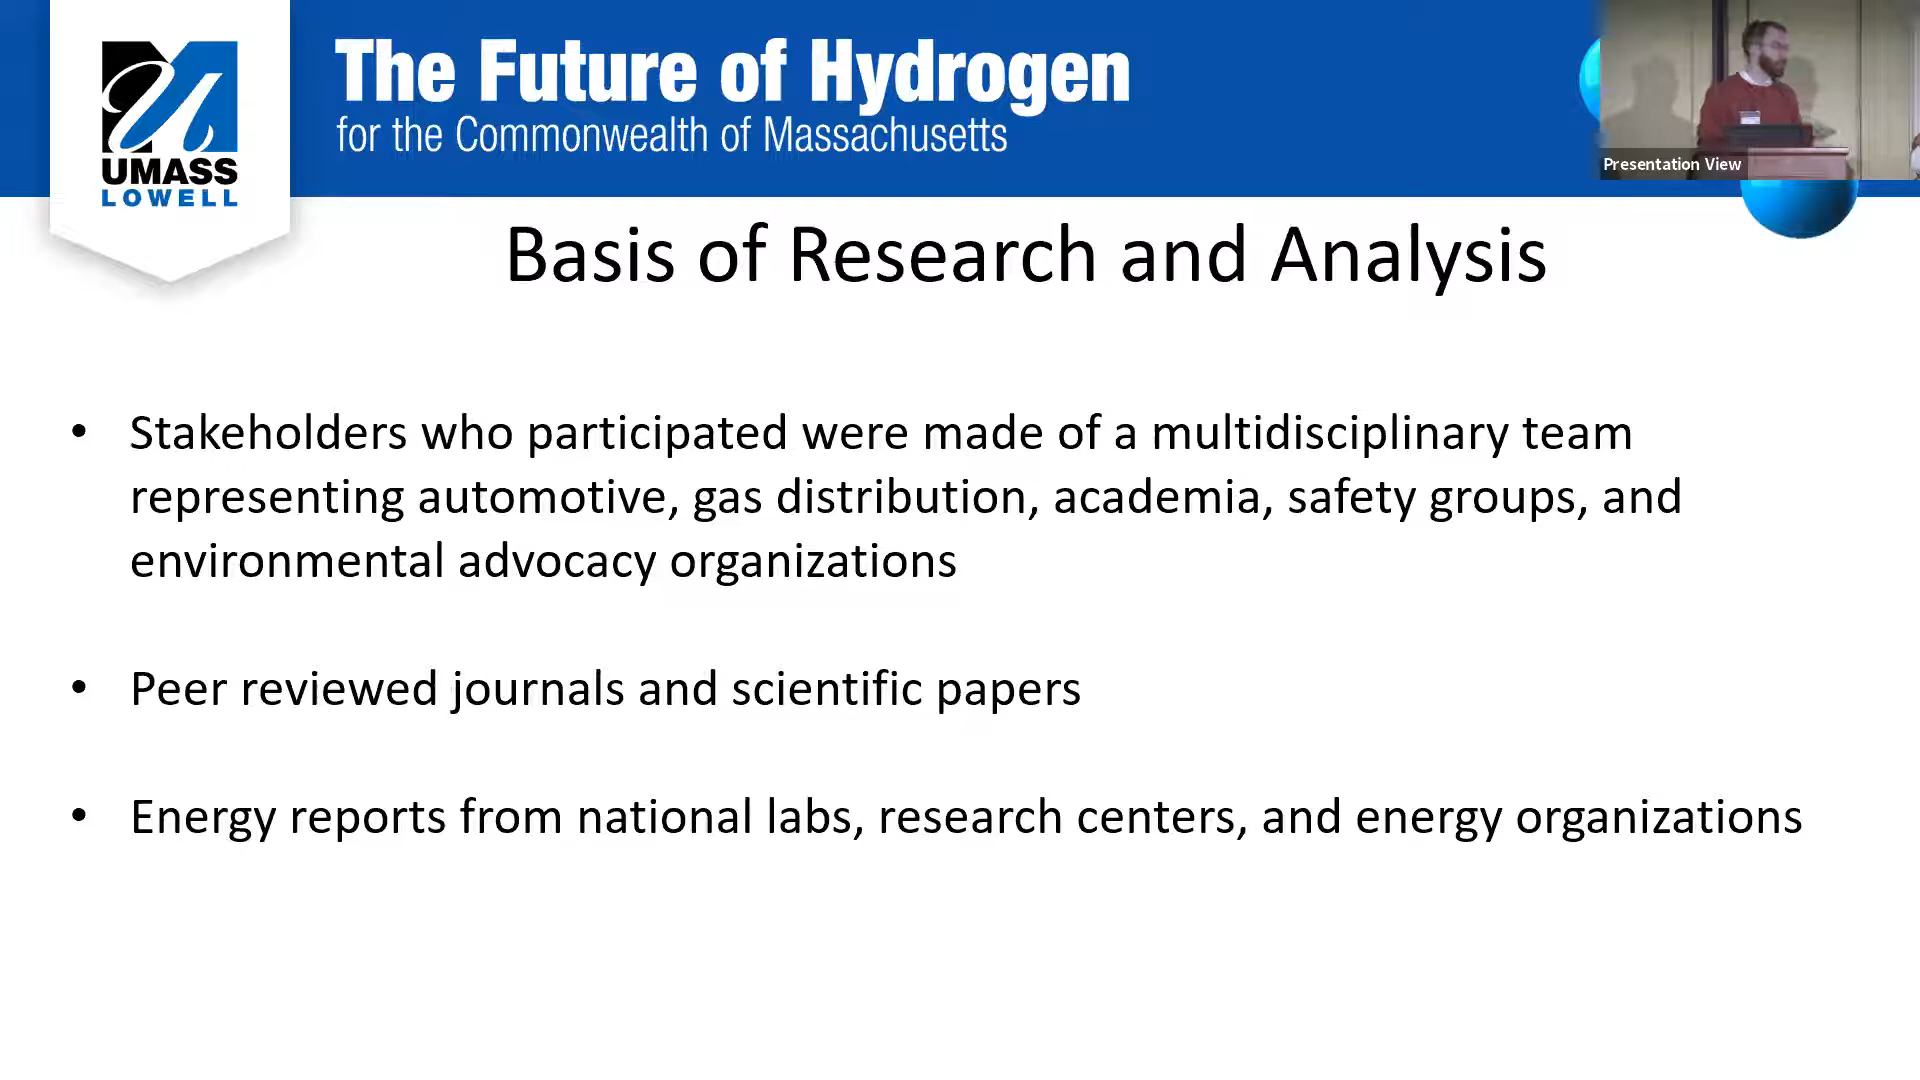 The Future of Hydrogen
for the Commonwealth of Massachusetts
UMASS
LOWELL
Presentation View
Basis of Research and Analysis
• Stakeholders who participated were made of a multidisciplinary team
representing automotive, gas distribution, academia, safety groups, and
environmental advocacy organizations
• Peer reviewed journals and scientific papers
• Energy reports from national labs, research centers, and energy organizations